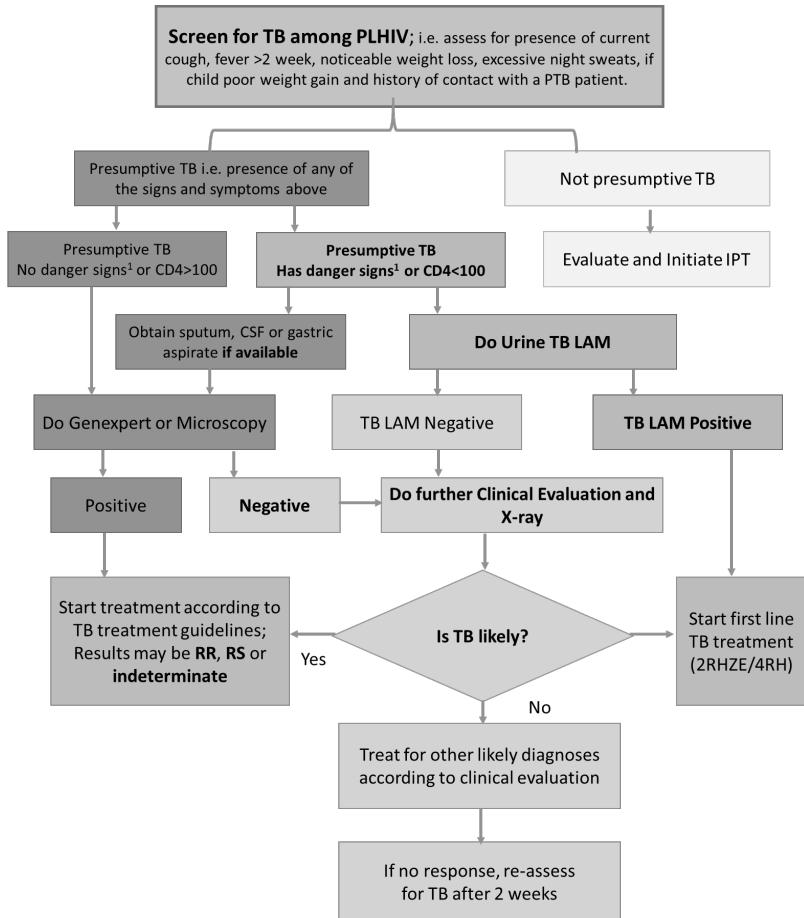 Screen for TB among PLHIV; i.e. assess for presence of current
cough, fever >2 week, noticeable weight loss, excessive night sweats, if
child poor weight gain and history of contact with a PTB patient.
Presumptive TB i.e. presence of any of
the signs and symptoms above
Not presumptive TB
Presumptive TB
No danger signs¹ or CD4>100
Presumptive TB
Has danger signs¹ or CD4<100
Evaluate and Initiate IPT
Obtain sputum, CSF or gastric
aspirate if available
Do Urine TB LAM
Do Genexpert or Microscopy
TB LAM Negative
TB LAM Positive
Positive
Negative
Do further Clinical Evaluation and
X-ray
Start treatment according to
TB treatment guidelines;
Results may be RR, RS or
indeterminate
Is TB likely?
Yes
Start first line
TB treatment
(2RHZE/4RH)
No
Treat for other likely diagnoses
according to clinical evaluation
If no response, re-assess
for TB after 2 weeks